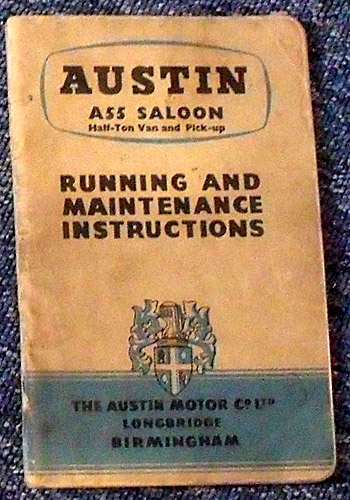 AUSTIN
A55 SALOON
Half-Ton Van and Pick-up
RUNNING AND
MAINTENANCE
INSTRUCTIONS
THE AUSTIN MOTOR CO LTD
LONGBRIDGE
BIRMINGHAM